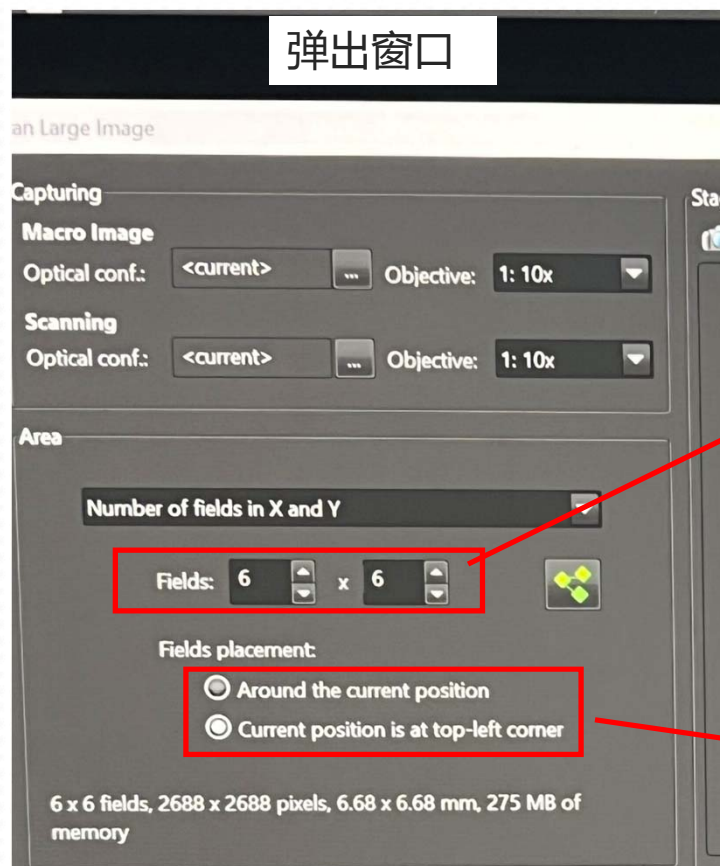 弹出窗口
an Large Image
Capturing
Sta
Macro Image
Optical conf.: <current> ... Objective: 1: 10x
Scanning
Optical conf.: <current> ... Objective: 1: 10x
Area
Number of fields in X and Y
Fields: 6 x 6
Fields placement:
Around the current position
Current position is at top-left corner
6 x 6 fields, 2688 x 2688 pixels, 6.68 x 6.68 mm, 275 MB of
memory